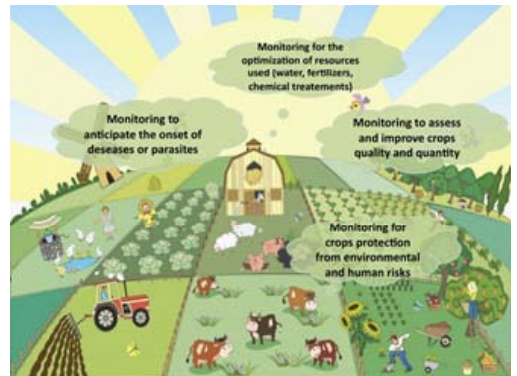 Monitoring for the
optimization of resources
used (water, fertilizers,
chemical treatements)
Monitoring to
anticipate the onset of
deseases or parasites
Monitoring to assess
and improve crops
quality and quantity
Monitoring for
crops protection
from environmental
and human risks